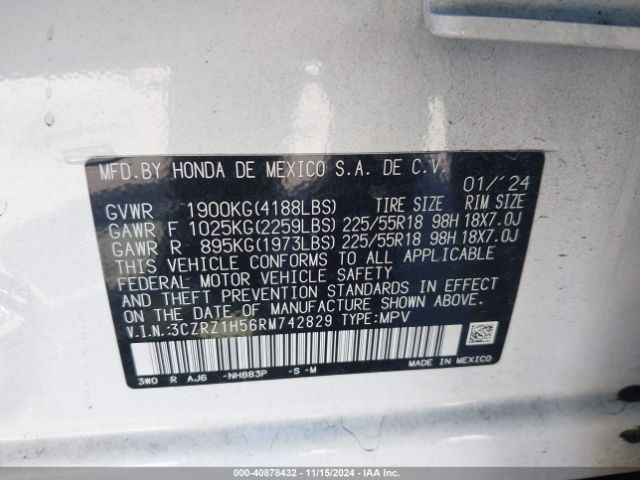 MFD.BY HONDA DE MEXICO S.A. DE C.V. 01/'24
GVWR 1900KG(4188LBS) TIRE SIZE RIM SIZE
GAWR F 1025KG(2259LBS) 225/55R18 98H 18X7.0J
GAWR R 895KG(1973LBS) 225/55R18 98H 18X7.0J
THIS VEHICLE CONFORMS TO ALL APPLICABLE
FEDERAL MOTOR VEHICLE SAFETY
AND THEFT PREVENTION STANDARDS IN EFFECT
ON THE DATE OF MANUFACTURE SHOWN ABOVE.
V.I.N.:3CZRZ1H56RM742829 TYPE:MPV
3W0 R AJ6 -NH883P -S -M
MADE IN MEXICO
000-40878432 - 11/15/2024 - IAA Inc.